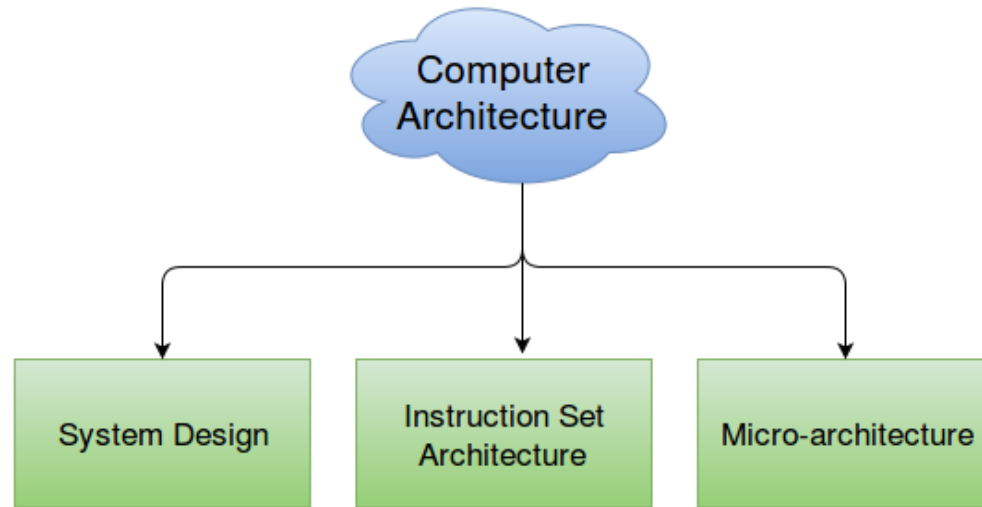 Computer
Architecture
System Design
Instruction Set
Architecture
Micro-architecture